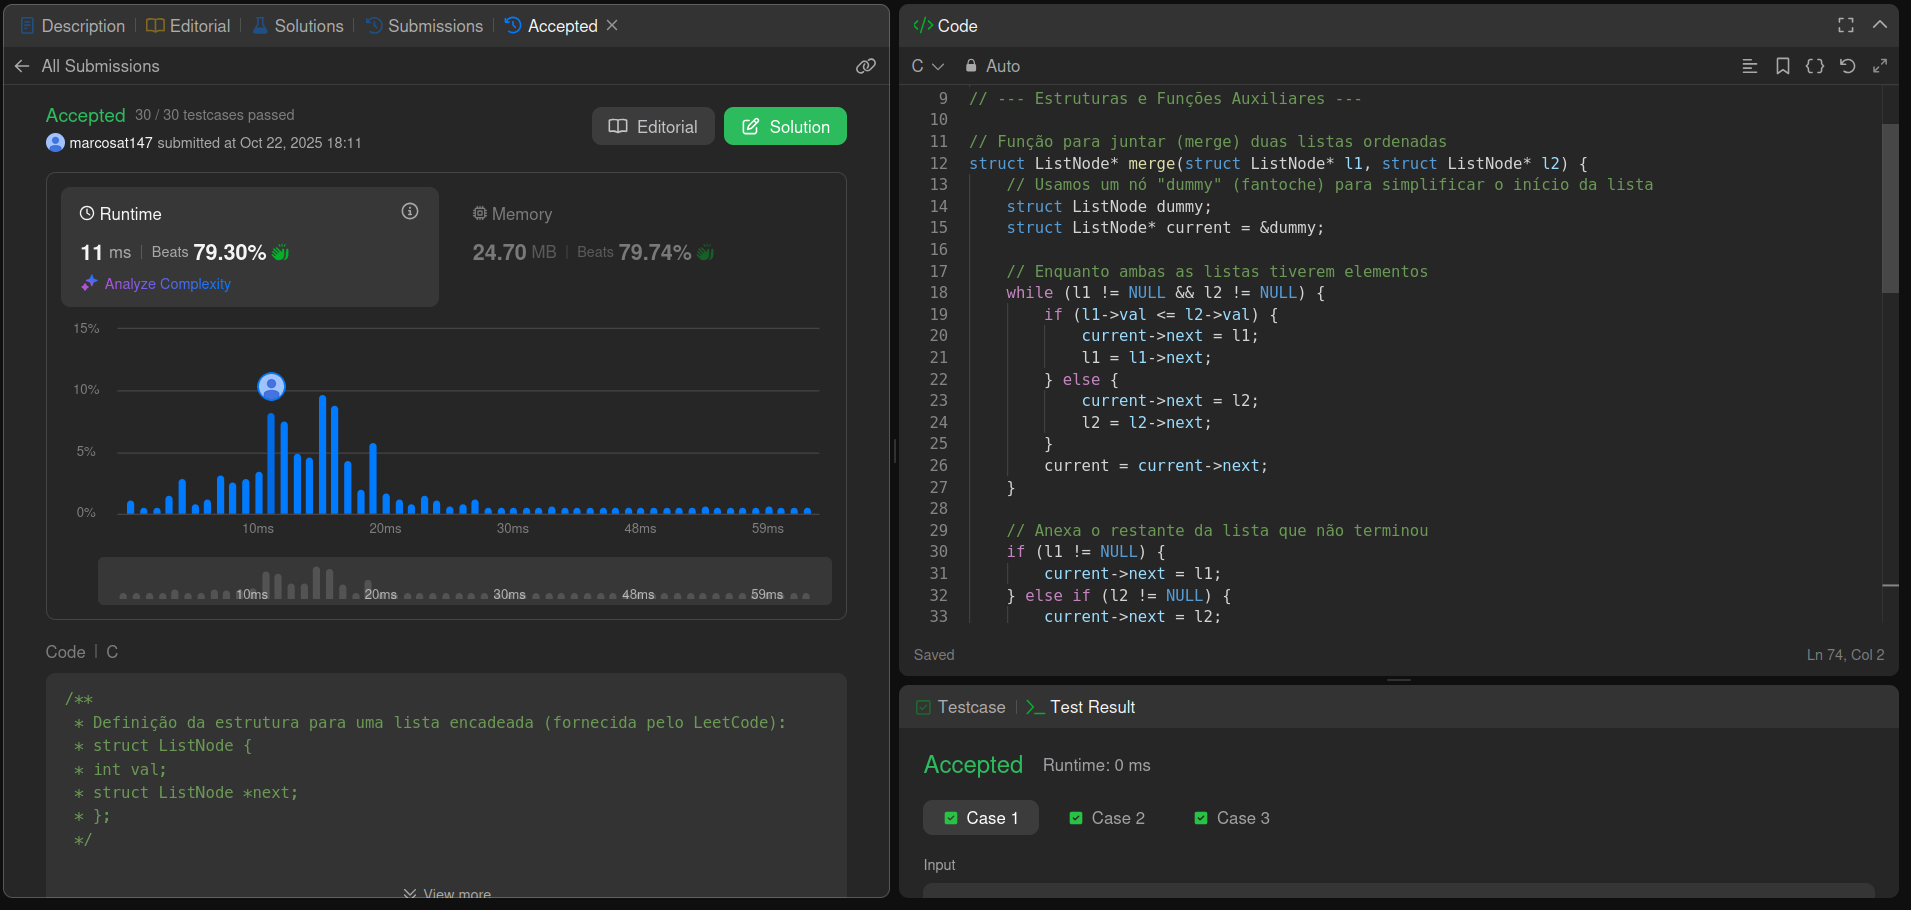 Description | Editorial | Solutions | Submissions | Accepted
All Submissions
Accepted 30 / 30 testcases passed
marcosat147 submitted at Oct 22, 2025 18:11
Editorial
Solution
Runtime
11 ms | Beats 79.30%
Analyze Complexity
Memory
24.70 MB | Beats 79.74%
15%
10%
5%
0%
10ms 20ms 30ms 48ms 59ms
10ms 20ms 30ms 48ms 59ms
Code | C
/**
 * Definição da estrutura para uma lista encadeada (fornecida pelo LeetCode):
 * struct ListNode {
 * int val;
 * struct ListNode *next;
 * };
 */
View more
</> Code
C Auto
9 // --- Estruturas e Funções Auxiliares ---
10
11 // Função para juntar (merge) duas listas ordenadas
12 struct ListNode* merge(struct ListNode* l1, struct ListNode* l2) {
13     // Usamos um nó "dummy" (fantoche) para simplificar o início da lista
14     struct ListNode dummy;
15     struct ListNode* current = &dummy;
16
17     // Enquanto ambas as listas tiverem elementos
18     while (l1 != NULL && l2 != NULL) {
19         if (l1->val <= l2->val) {
20             current->next = l1;
21             l1 = l1->next;
22         } else {
23             current->next = l2;
24             l2 = l2->next;
25         }
26         current = current->next;
27     }
28
29     // Anexa o restante da lista que não terminou
30     if (l1 != NULL) {
31         current->next = l1;
32     } else if (l2 != NULL) {
33         current->next = l2;
Saved
Ln 74, Col 2
Testcase | >_ Test Result
Accepted Runtime: 0 ms
Case 1 Case 2 Case 3
Input